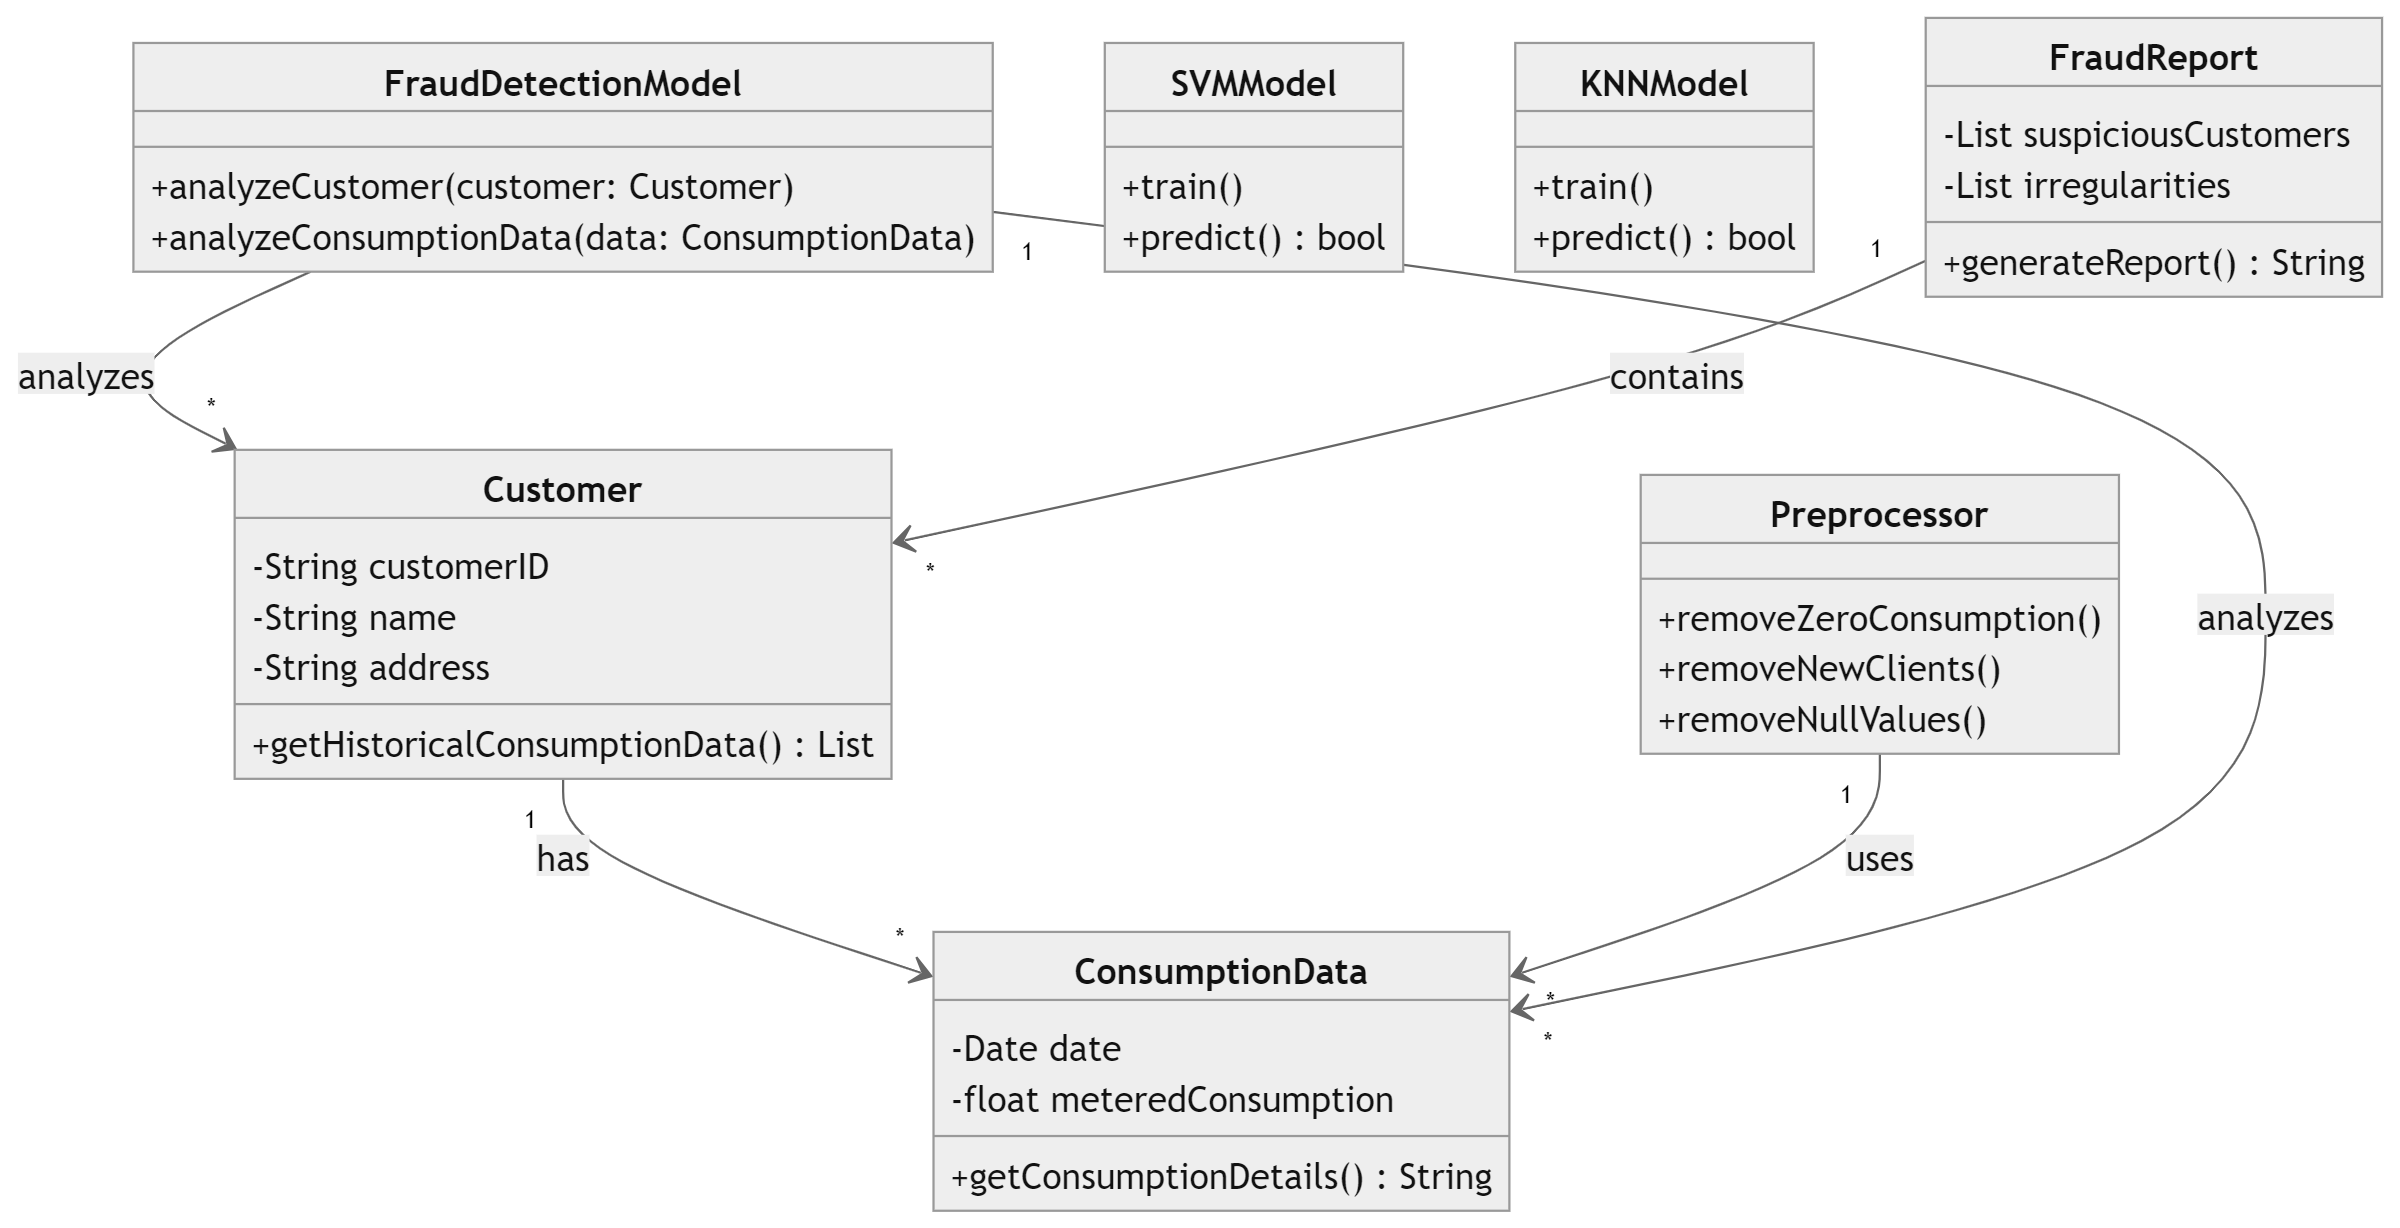 FraudDetectionModel
+analyzeCustomer(customer: Customer)
+analyzeConsumptionData(data: ConsumptionData)
SVMModel
+train()
+predict() : bool
KNNModel
+train()
+predict() : bool
FraudReport
-List suspiciousCustomers
-List irregularities
+generateReport() : String
1
1
analyzes
contains
*
*
Customer
-String customerID
-String name
-String address
+getHistoricalConsumptionData() : List
Preprocessor
+removeZeroConsumption()
+removeNewClients()
+removeNullValues()
analyzes
1
has
*
1
uses
*
*
ConsumptionData
-Date date
-float meteredConsumption
+getConsumptionDetails() : String